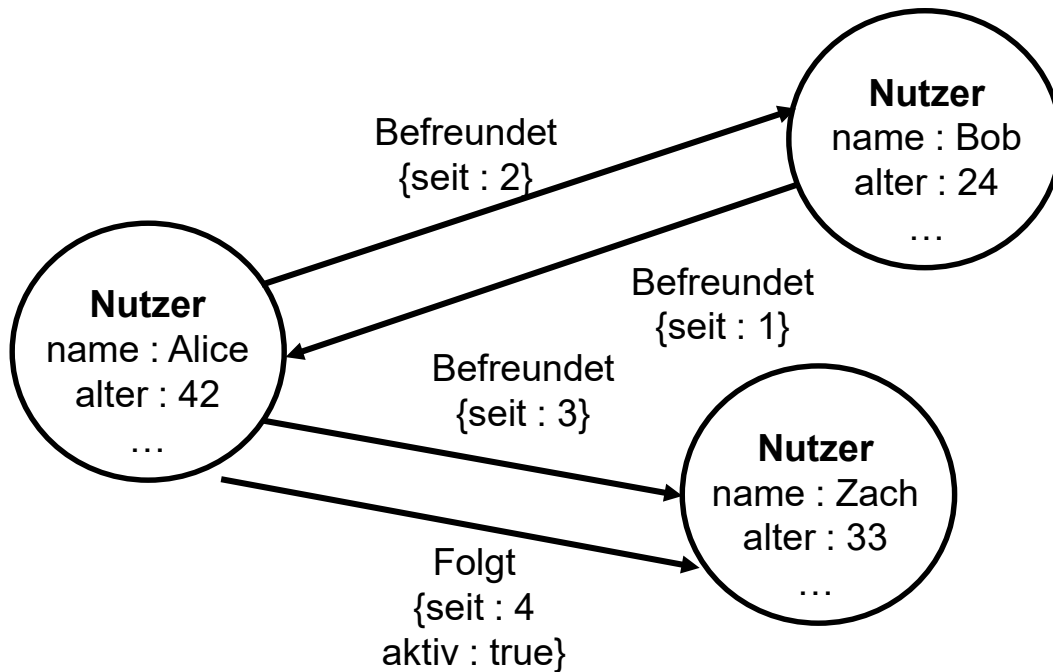 Nutzer
name : Bob
alter : 24
…
Befreundet
{seit : 2}
Befreundet
{seit : 1}
Nutzer
name : Alice
alter : 42
…
Befreundet
{seit : 3}
Nutzer
name : Zach
alter : 33
…
Folgt
{seit : 4
aktiv : true}